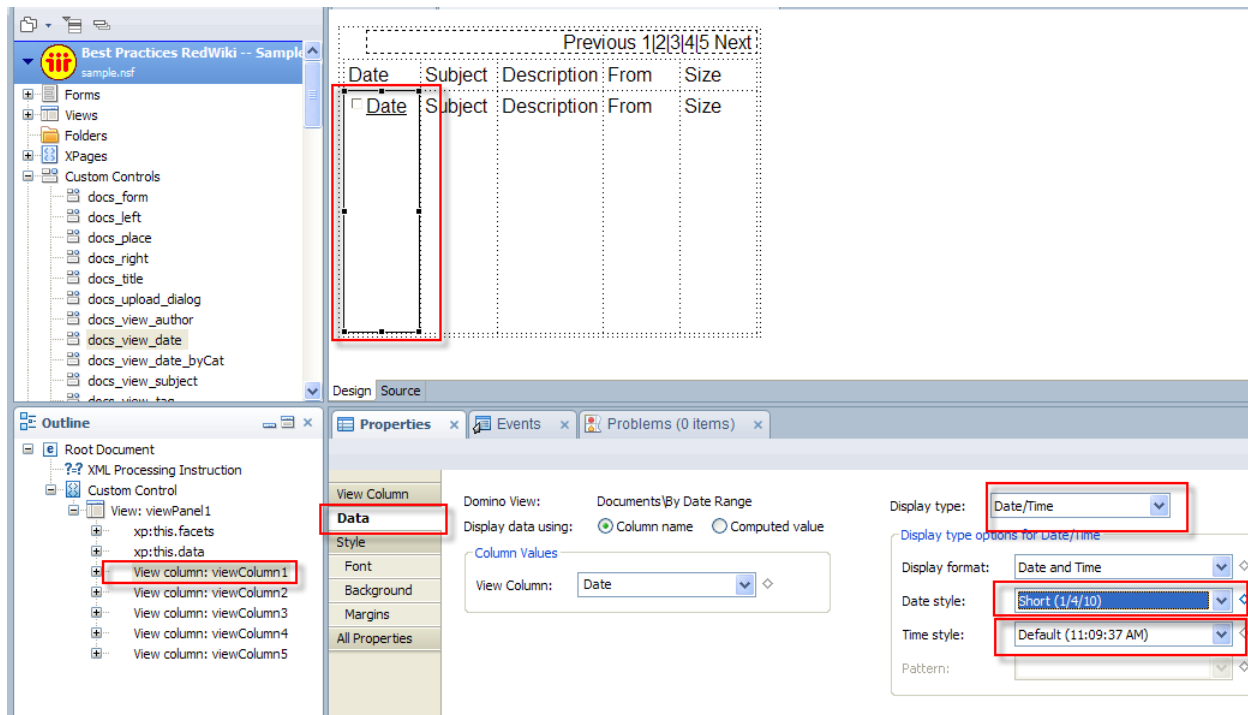 Best Practices RedWiki -- Sample
sample.nsf
Forms
Views
Folders
XPages
Custom Controls
docs_form
docs_left
docs_place
docs_right
docs_title
docs_upload_dialog
docs_view_author
docs_view_date
docs_view_date_byCat
docs_view_subject
docs_view_tag
Previous 1|2|3|4|5 Next
Date Subject Description From Size
Date Subject Description From Size
Design Source
Outline
Root Document
?=? XML Processing Instruction
Custom Control
View: viewPanel1
xp:this.facets
xp:this.data
View column: viewColumn1
View column: viewColumn2
View column: viewColumn3
View column: viewColumn4
View column: viewColumn5
Properties Events Problems (0 items)
View Column
Data
Style
Font
Background
Margins
All Properties
Domino View: Documents\By Date Range
Display data using: Column name Computed value
Column Values
View Column: Date
Display type: Date/Time
Display type options for Date/Time
Display format: Date and Time
Date style: Short (1/4/10)
Time style: Default (11:09:37 AM)
Pattern: